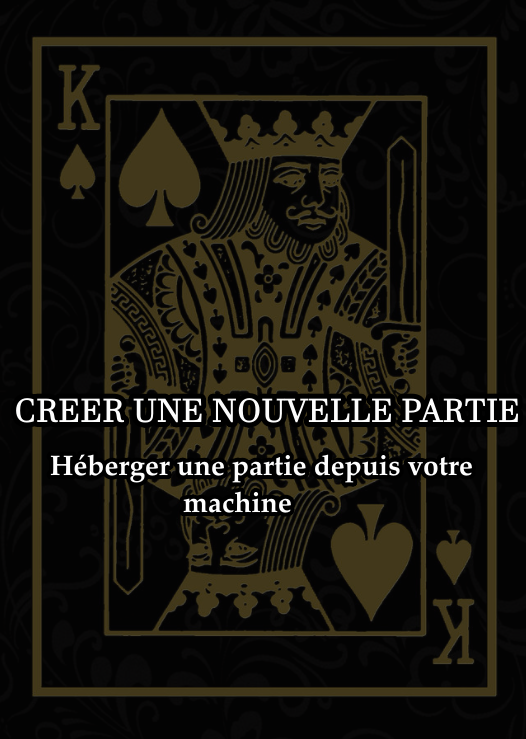 K
CREER UNE NOUVELLE PARTIE
Héberger une partie depuis votre
machine
K